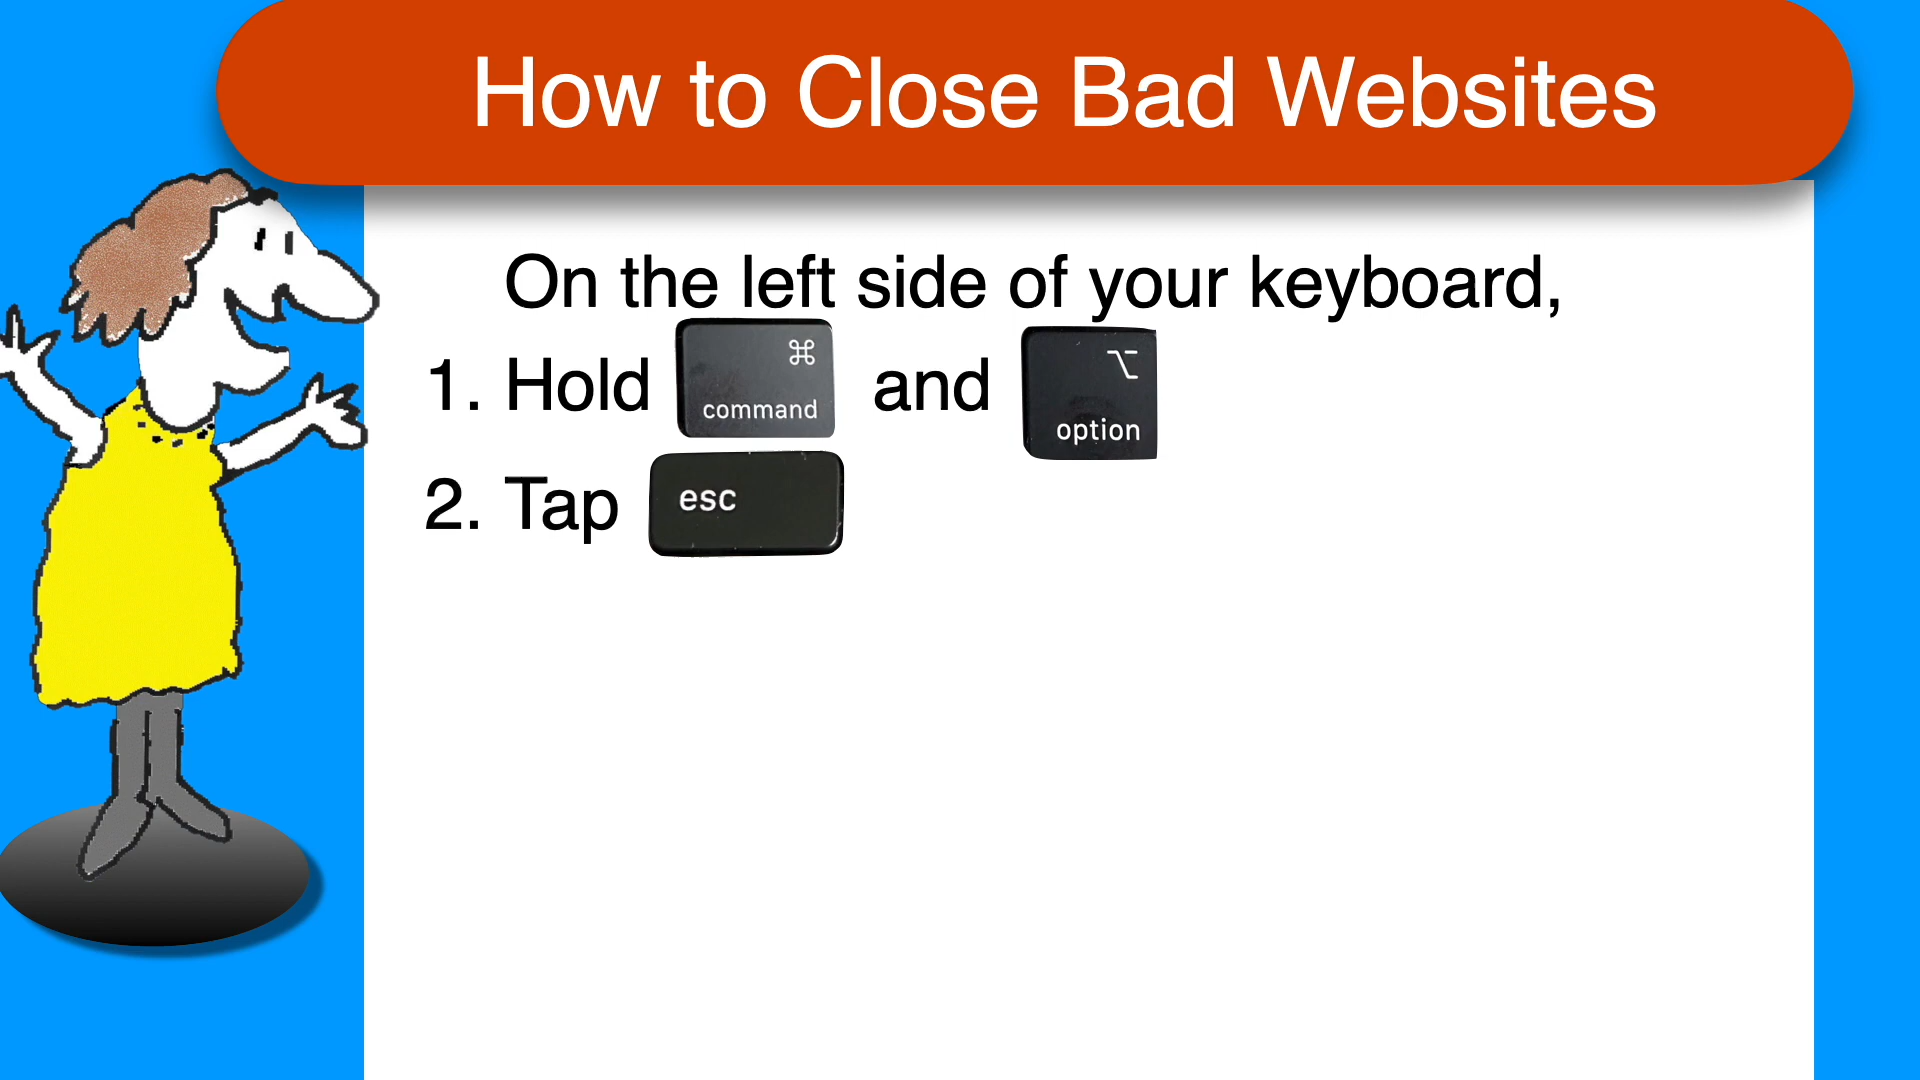 How to Close Bad Websites
On the left side of your keyboard,
1. Hold ⌘ command and ⌥ option
2. Tap esc